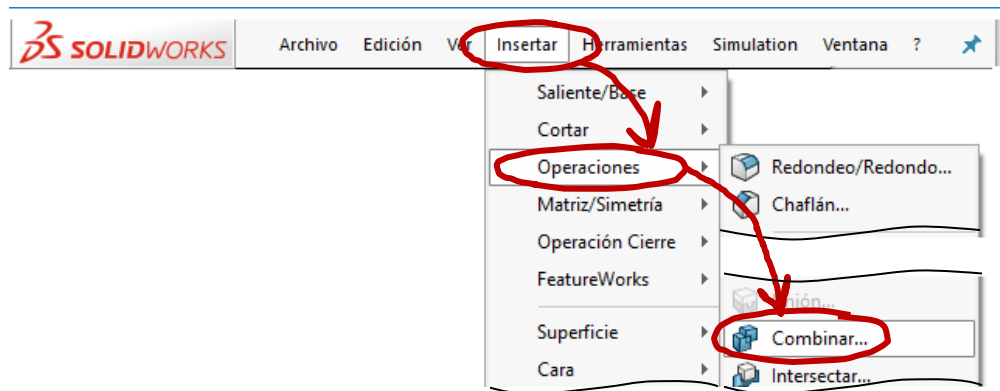 SOLIDWORKS Archivo Edición Ver Insertar Herramientas Simulation Ventana ?
Saliente/Base
Cortar
Operaciones
Matriz/Simetría
Operación Cierre
FeatureWorks
Superficie
Cara
Redondeo/Redondo...
Chaflán...
Combinar...
Intersectar...